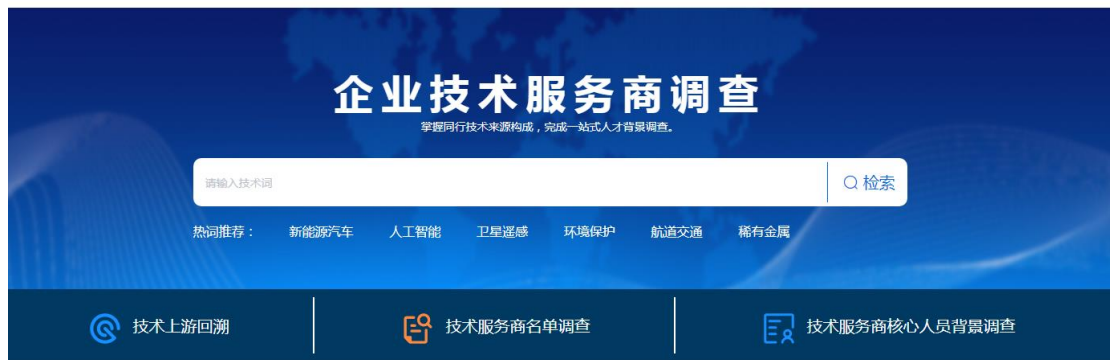 企业技术服务商调查
掌握同行技术来源构成，完成一站式人才背景调查。
请输入技术词 检索
热词推荐： 新能源汽车 人工智能 卫星遥感 环境保护 航道交通 稀有金属
技术上游回溯 技术服务商名单调查 技术服务商核心人员背景调查